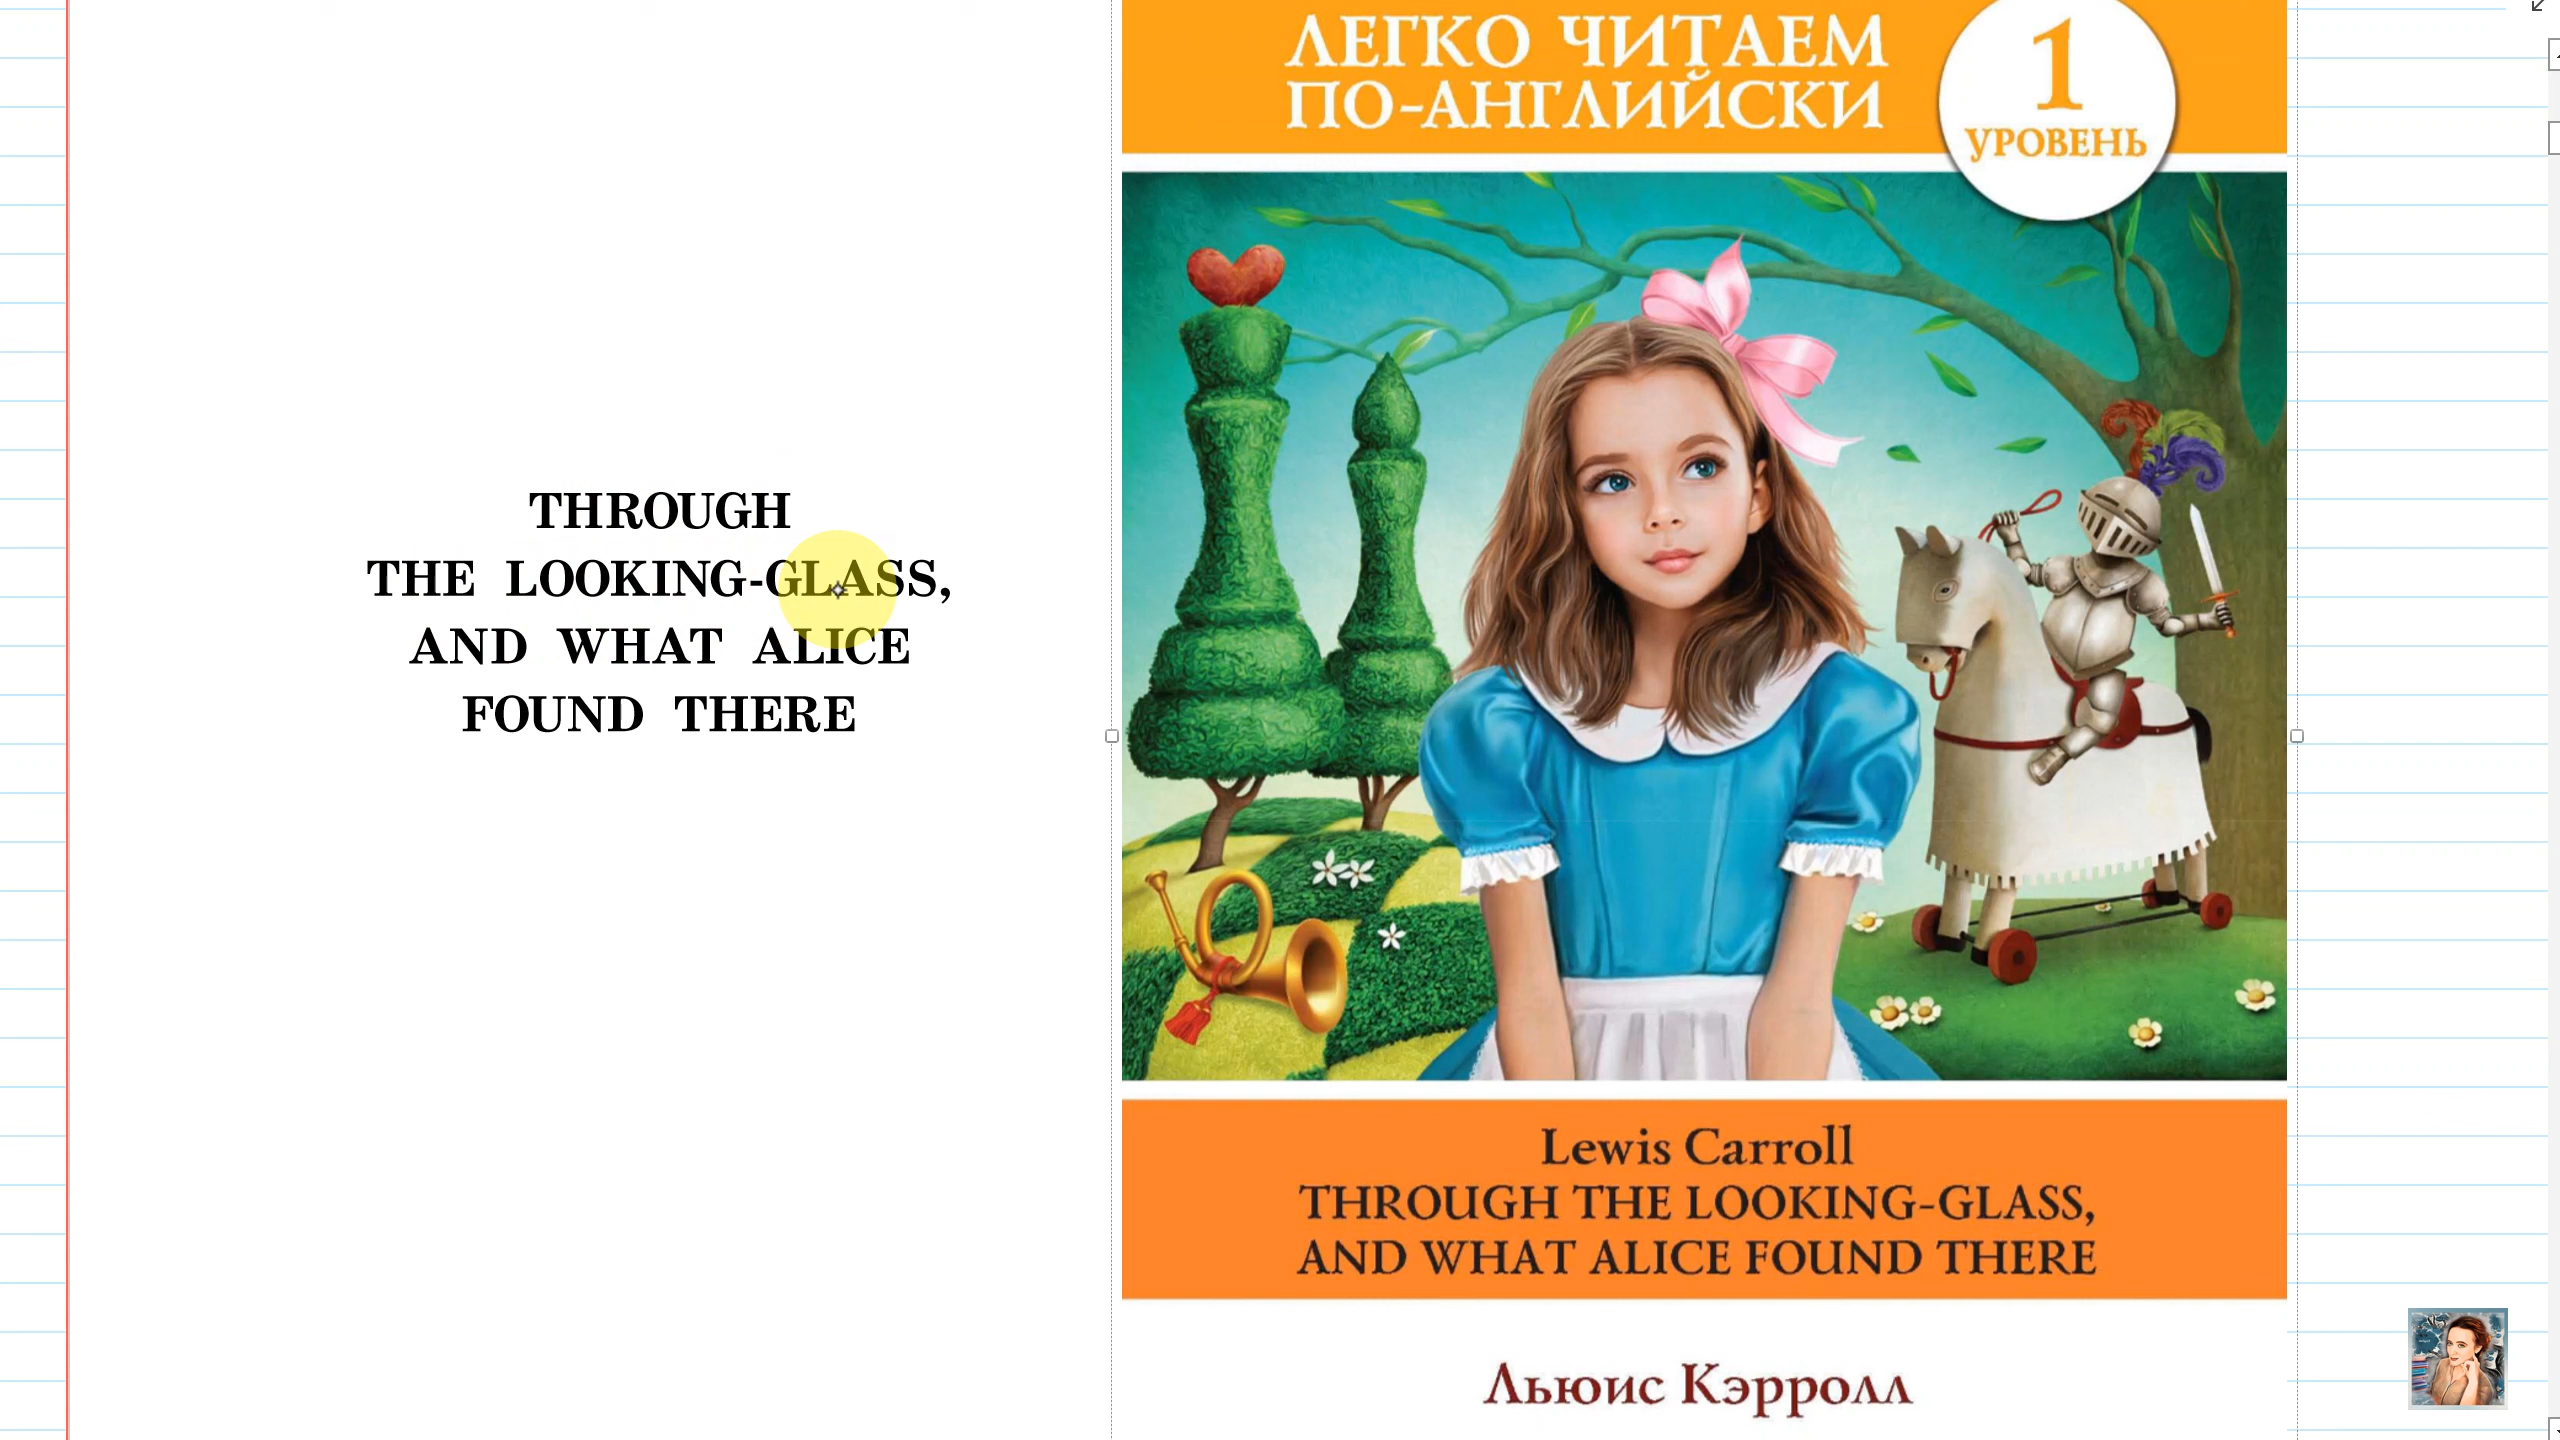 THROUGH
THE LOOKING-GLASS,
AND WHAT ALICE
FOUND THERE
ЛЕГКО ЧИТАЕМ
ПО-АНГЛИЙСКИ
1
УРОВЕНЬ
Lewis Carroll
THROUGH THE LOOKING-GLASS,
AND WHAT ALICE FOUND THERE
Льюис Кэрролл